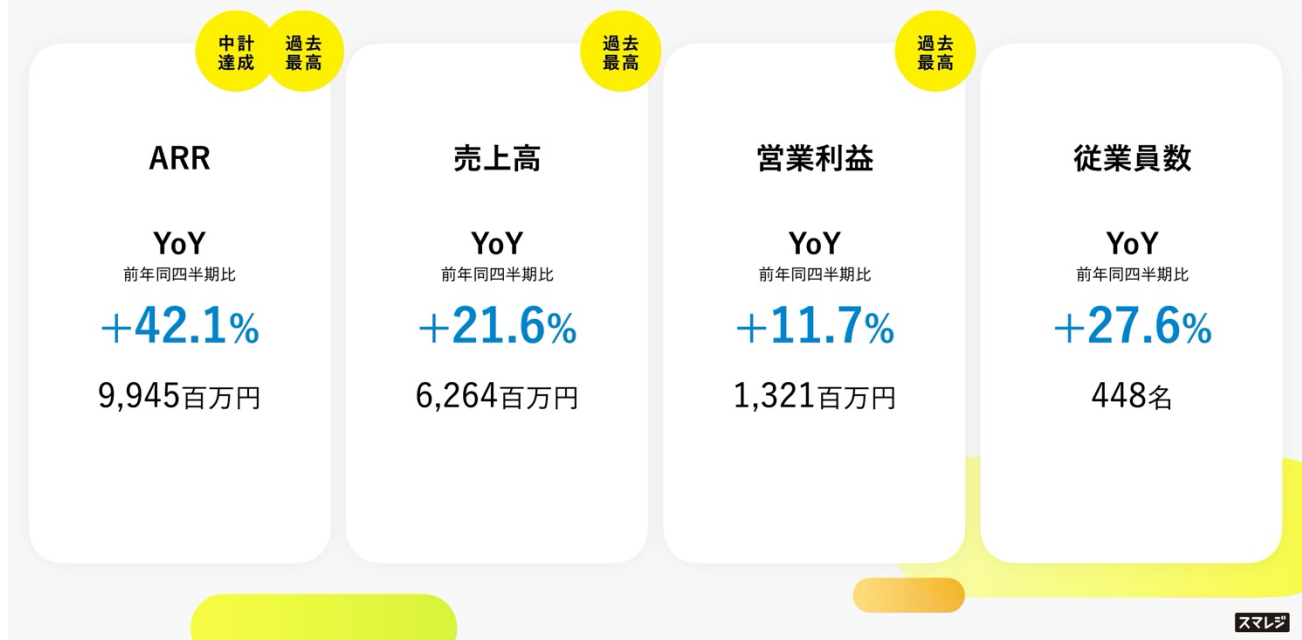 中計
達成
過去
最高
ARR
YoY
前年同四半期比
+42.1%
9,945百万円
過去
最高
売上高
YoY
前年同四半期比
+21.6%
6,264百万円
過去
最高
営業利益
YoY
前年同四半期比
+11.7%
1,321百万円
従業員数
YoY
前年同四半期比
+27.6%
448名
スマレジ